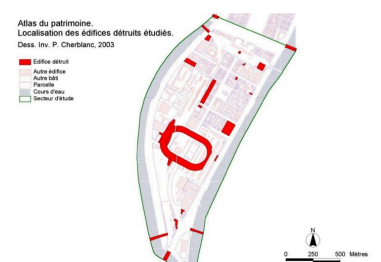 Atlas du patrimoine.
Localisation des édifices détruits étudiés.
Dess. Inv. P. Cherblanc, 2003
Edifice détruit
Autre édifice
Autre bâti
Parcelle
Cours d'eau
Secteur d'étude
N
0 250 500 Mètres